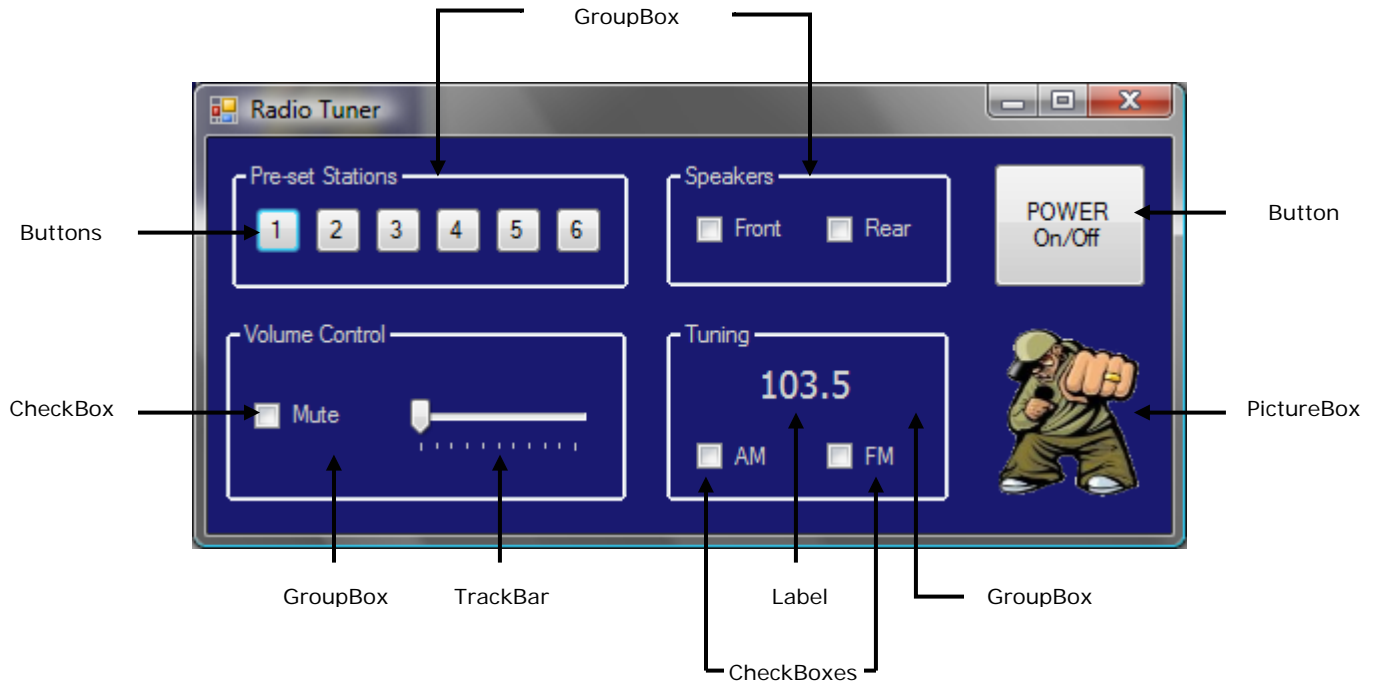 GroupBox
Radio Tuner
Pre-set Stations
Speakers
Buttons
1 2 3 4 5 6
Front Rear
POWER
On/Off
Button
Volume Control
Tuning
103.5
CheckBox
Mute
PictureBox
AM FM
GroupBox TrackBar Label GroupBox
CheckBoxes